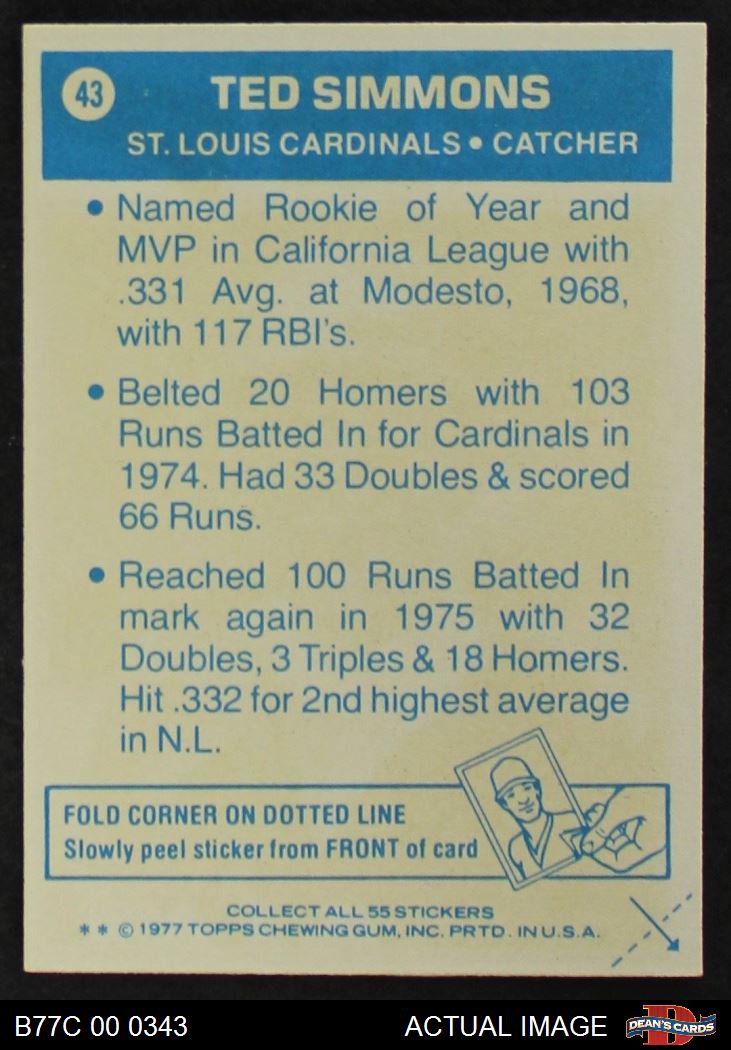 43
TED SIMMONS
ST. LOUIS CARDINALS • CATCHER
• Named Rookie of Year and
MVP in California League with
.331 Avg. at Modesto, 1968,
with 117 RBI's.
• Belted 20 Homers with 103
Runs Batted In for Cardinals in
1974. Had 33 Doubles & scored
66 Runs.
• Reached 100 Runs Batted In
mark again in 1975 with 32
Doubles, 3 Triples & 18 Homers.
Hit .332 for 2nd highest average
in N.L.
FOLD CORNER ON DOTTED LINE
Slowly peel sticker from FRONT of card
COLLECT ALL 55 STICKERS
* * © 1977 TOPPS CHEWING GUM, INC. PRTD. IN U.S.A.
B77C 00 0343
ACTUAL IMAGE
D
DEAN'S CARDS